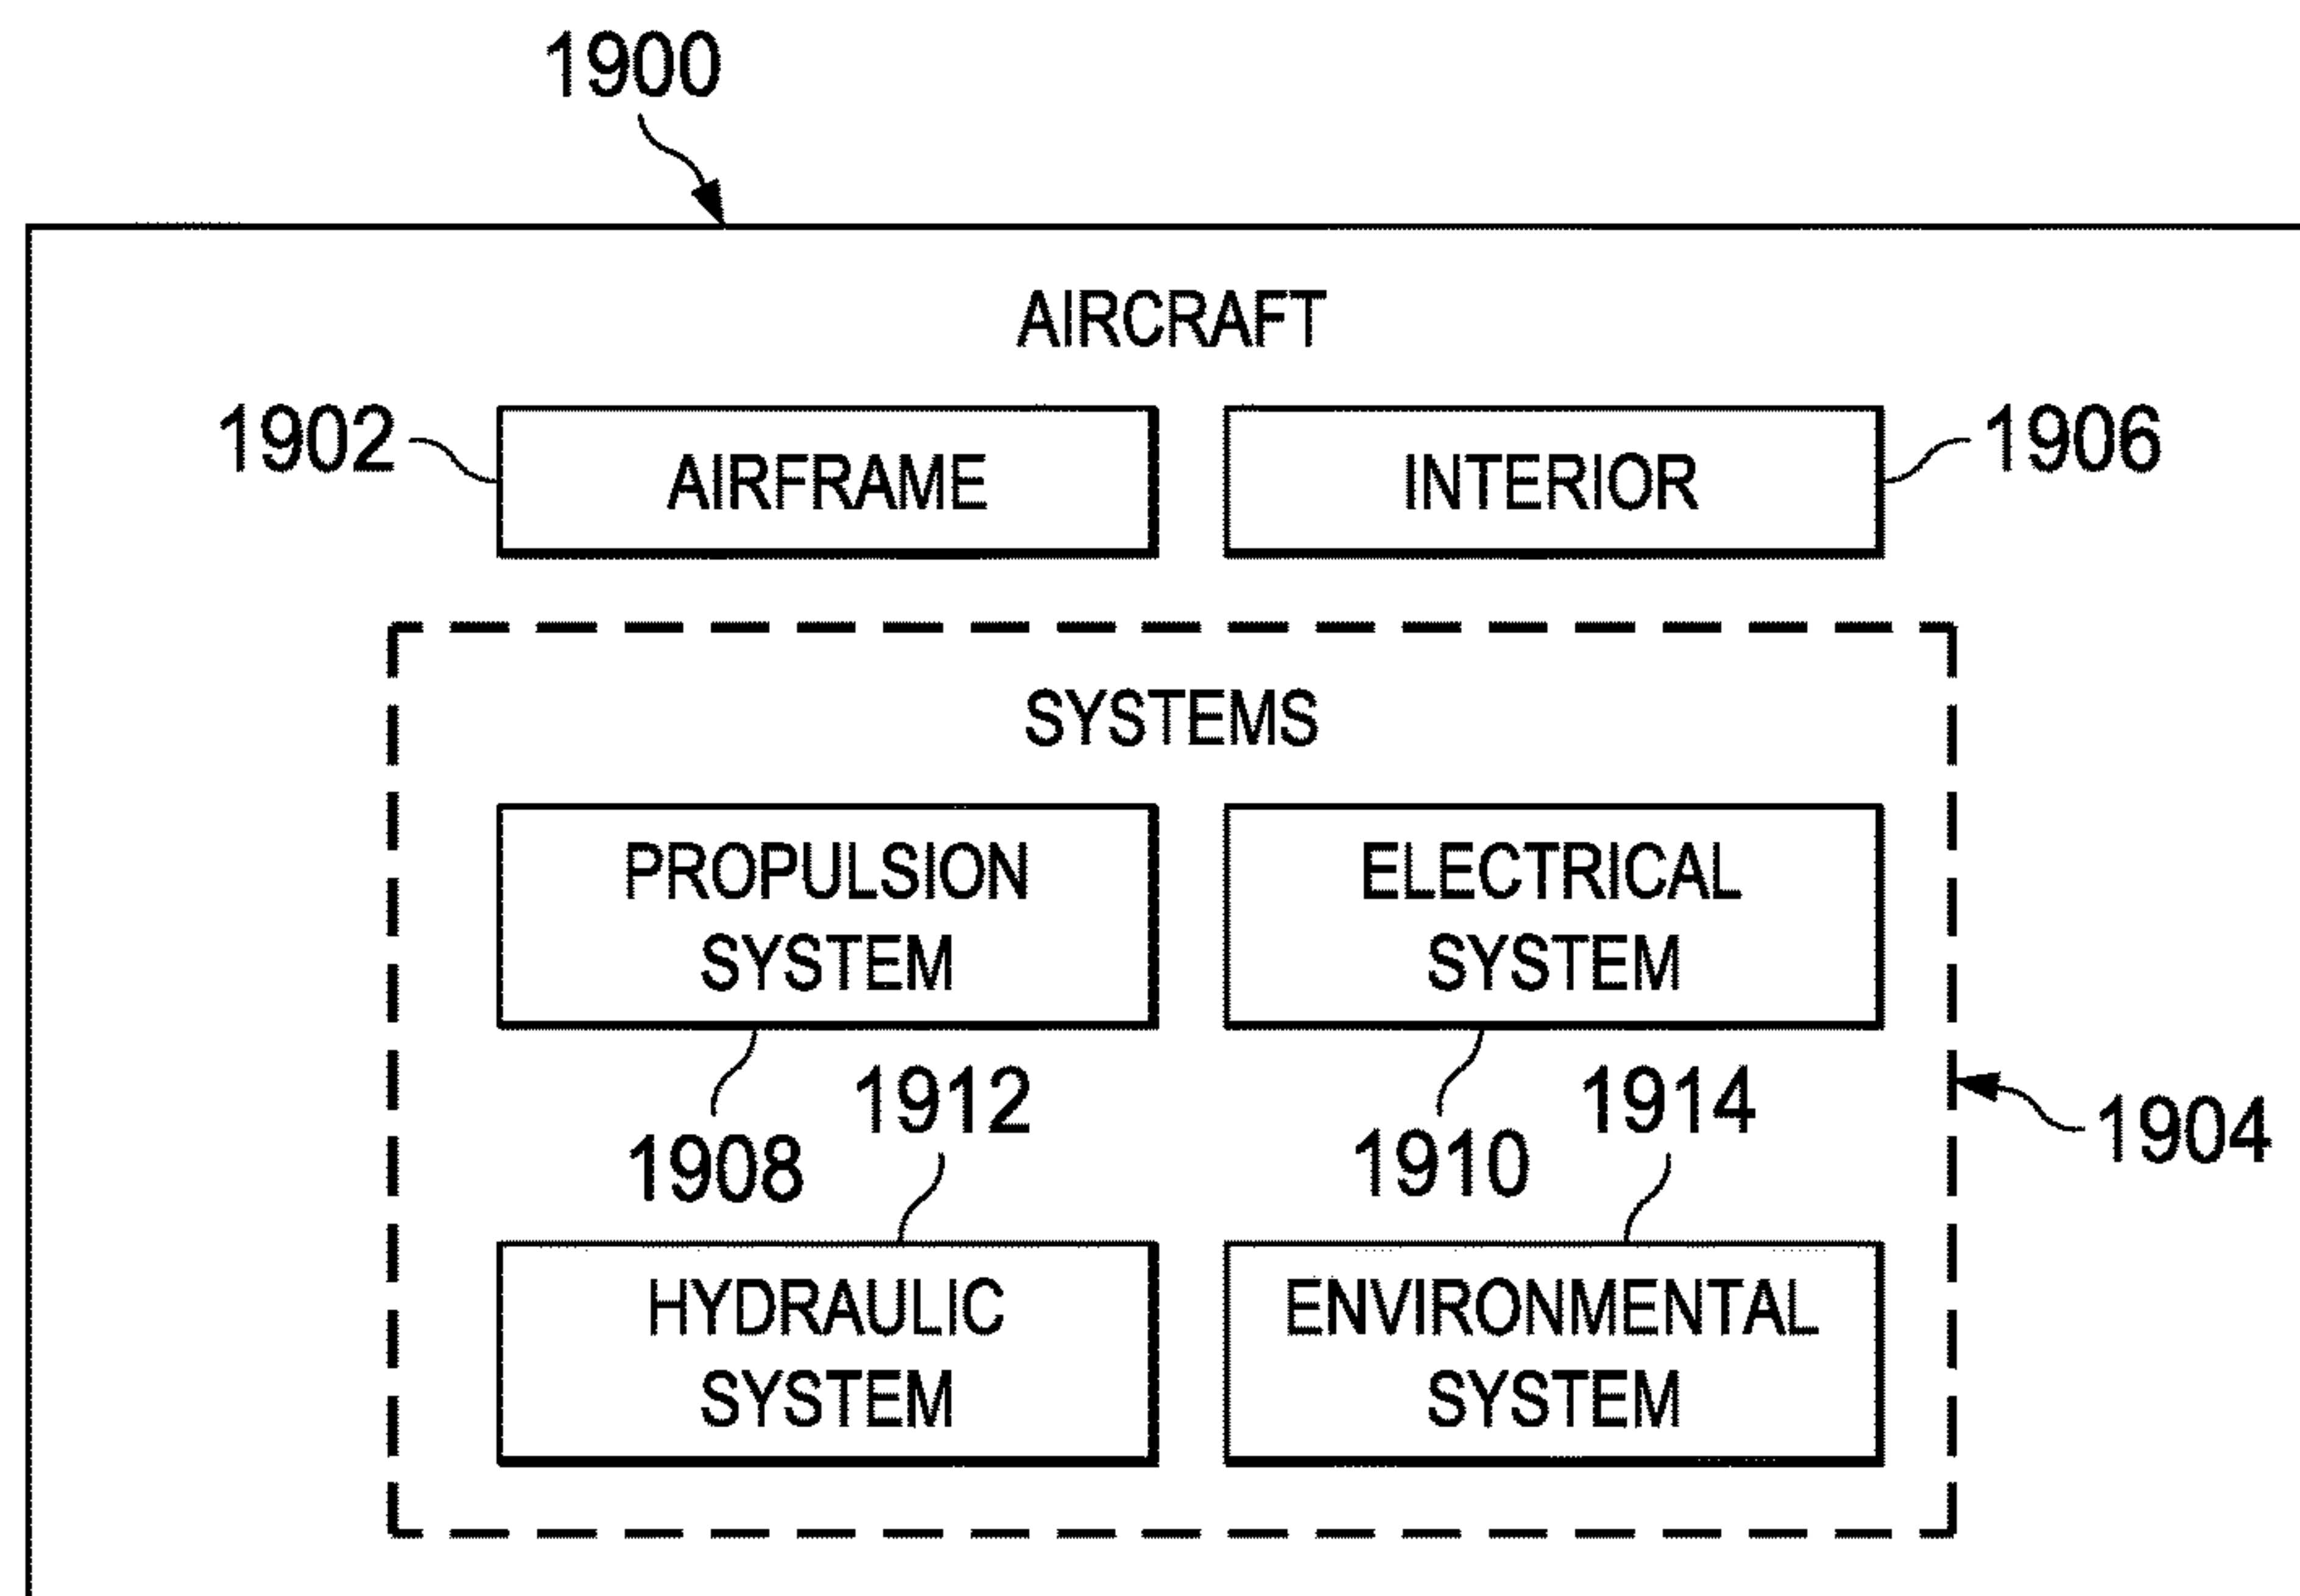 1900
AIRCRAFT
1902
AIRFRAME
INTERIOR
1906
SYSTEMS
PROPULSION
SYSTEM
ELECTRICAL
SYSTEM
1908
1912
1910
1914
1904
HYDRAULIC
SYSTEM
ENVIRONMENTAL
SYSTEM